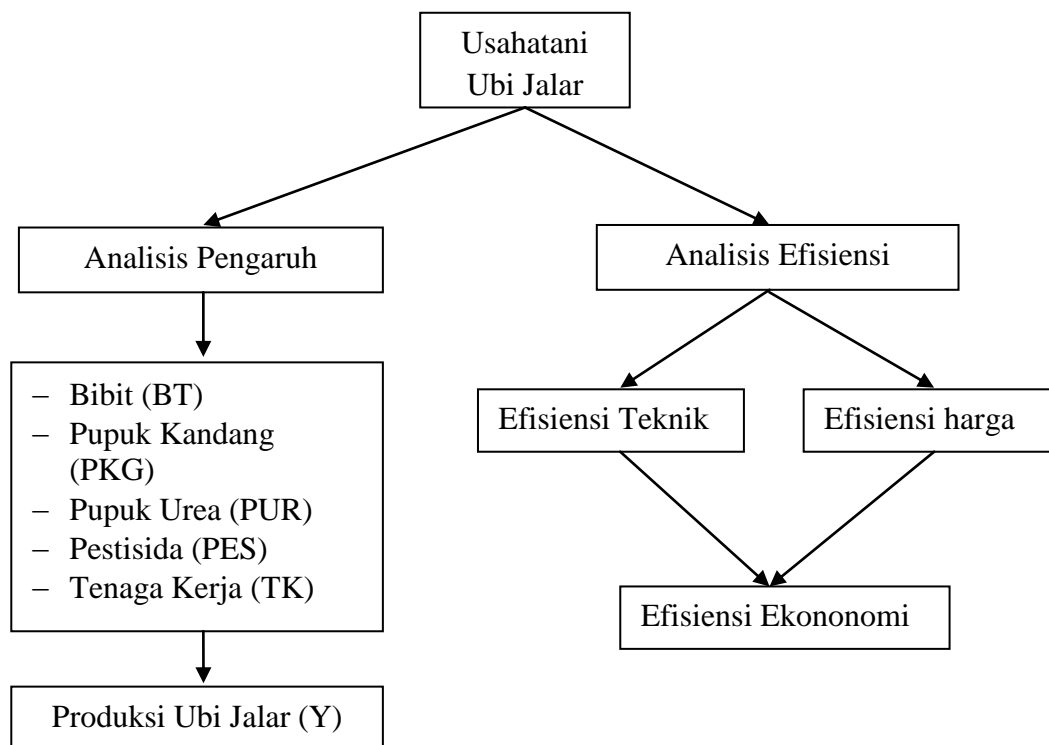 Usahatani
Ubi Jalar
Analisis Pengaruh
Analisis Efisiensi
– Bibit (BT)
– Pupuk Kandang
(PKG)
– Pupuk Urea (PUR)
– Pestisida (PES)
– Tenaga Kerja (TK)
Efisiensi Teknik
Efisiensi harga
Efisiensi Ekononomi
Produksi Ubi Jalar (Y)